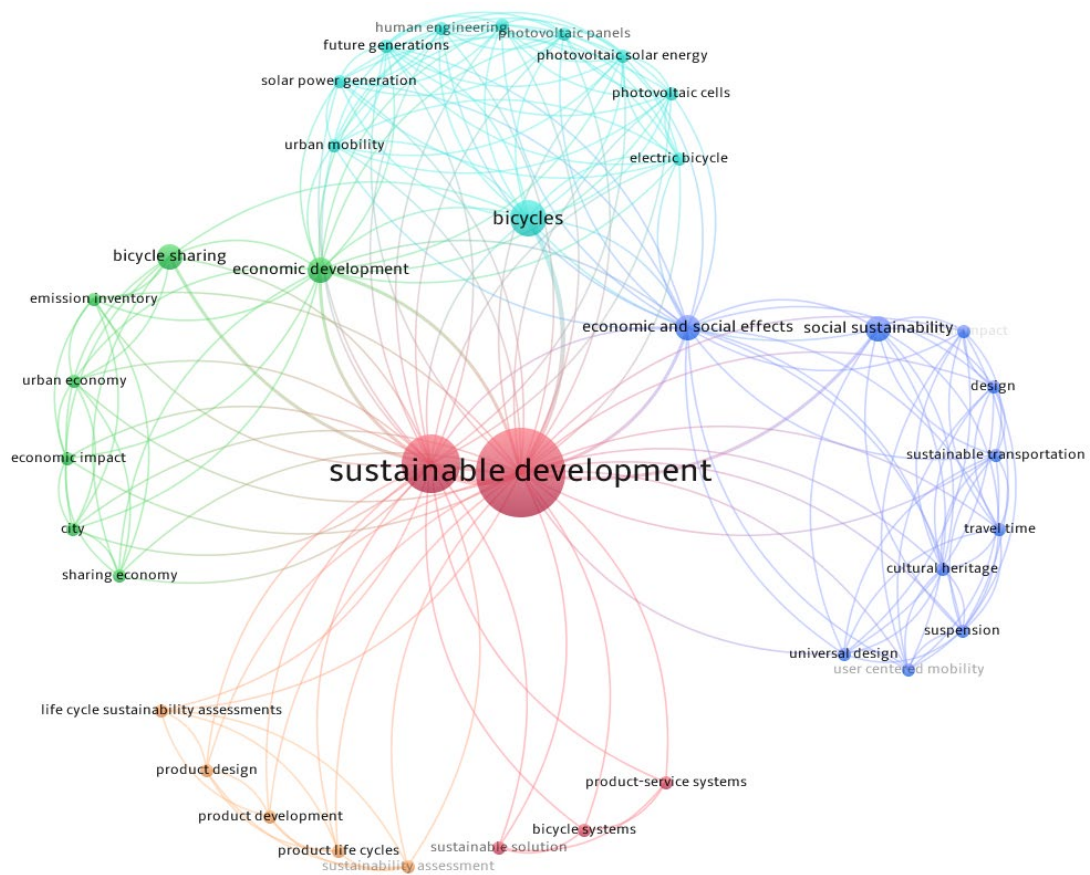 human engineering
photovoltaic panels
future generations
photovoltaic solar energy
solar power generation
photovoltaic cells
urban mobility
electric bicycle
bicycles
bicycle sharing
economic development
emission inventory
economic and social effects
social sustainability
urban economy
design
economic impact
sustainable transportation
sustainable development
city
travel time
sharing economy
cultural heritage
suspension
universal design
user centered mobility
life cycle sustainability assessments
product design
product-service systems
product development
bicycle systems
product life cycles
sustainable solution
sustainability assessment